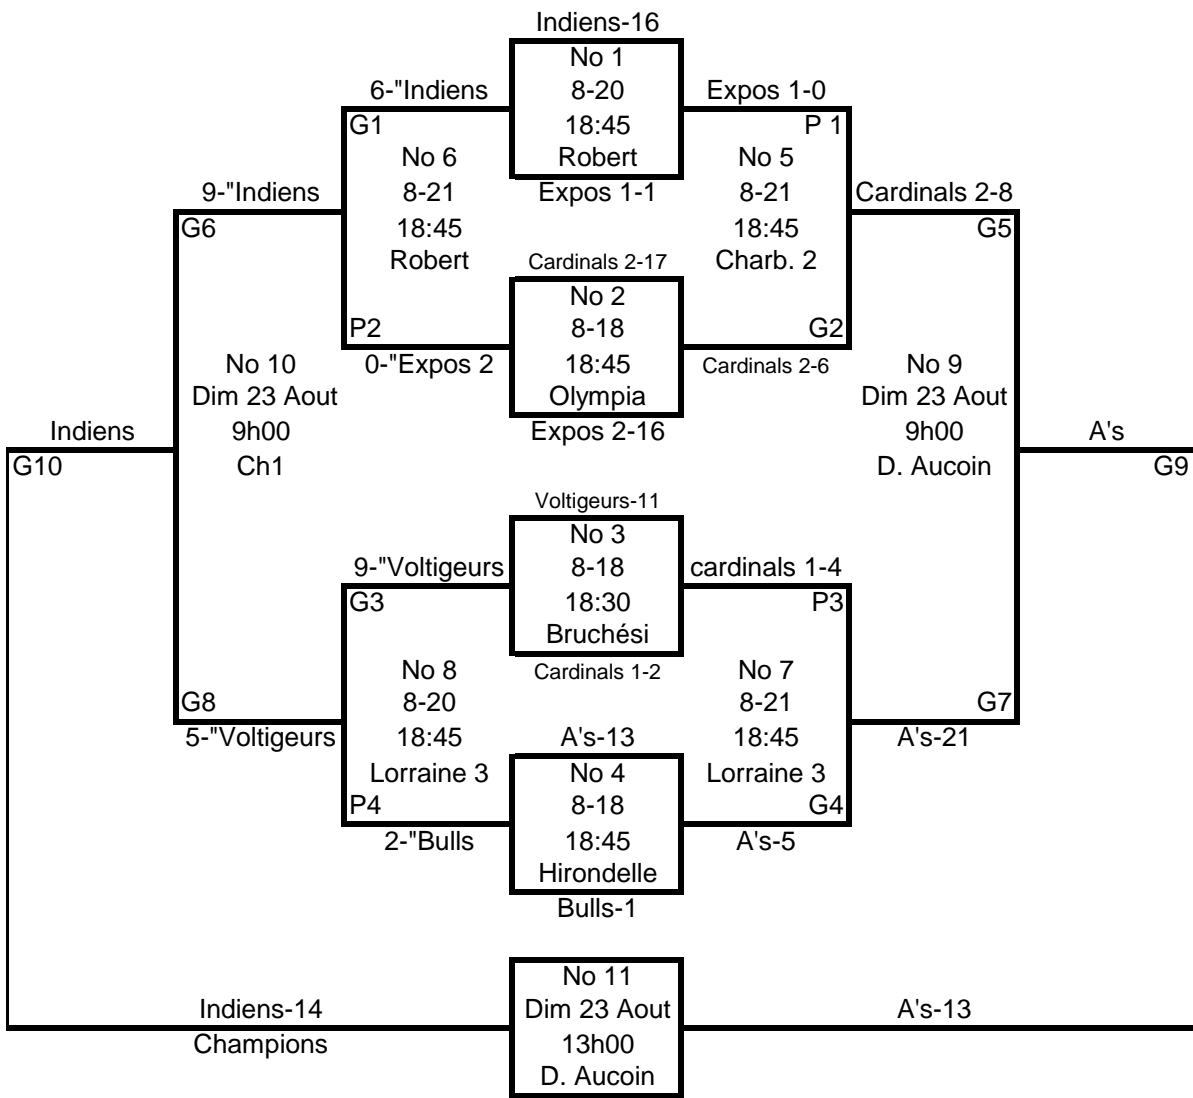 Indiens-16
No 1
6-"Indiens
8-20
Expos 1-0
G1
18:45
P 1
No 6
Robert
No 5
9-"Indiens
8-21
Expos 1-1
8-21
Cardinals 2-8
G6
18:45
18:45
G5
Robert
Cardinals 2-17
Charb. 2
No 2
P2
8-18
G2
No 10
0-"Expos 2
18:45
Cardinals 2-6
No 9
Dim 23 Aout
Olympia
Dim 23 Aout
Indiens
9h00
Expos 2-16
9h00
A's
G10
Ch1
D. Aucoin
G9
Voltigeurs-11
No 3
9-"Voltigeurs
8-18
cardinals 1-4
G3
18:30
P3
Bruchési
No 8
Cardinals 1-2
No 7
G8
8-20
8-21
G7
5-"Voltigeurs
18:45
A's-13
18:45
A's-21
Lorraine 3
No 4
Lorraine 3
P4
8-18
G4
2-"Bulls
18:45
A's-5
Hirondelle
Bulls-1
No 11
Indiens-14
Dim 23 Aout
A's-13
Champions
13h00
D. Aucoin